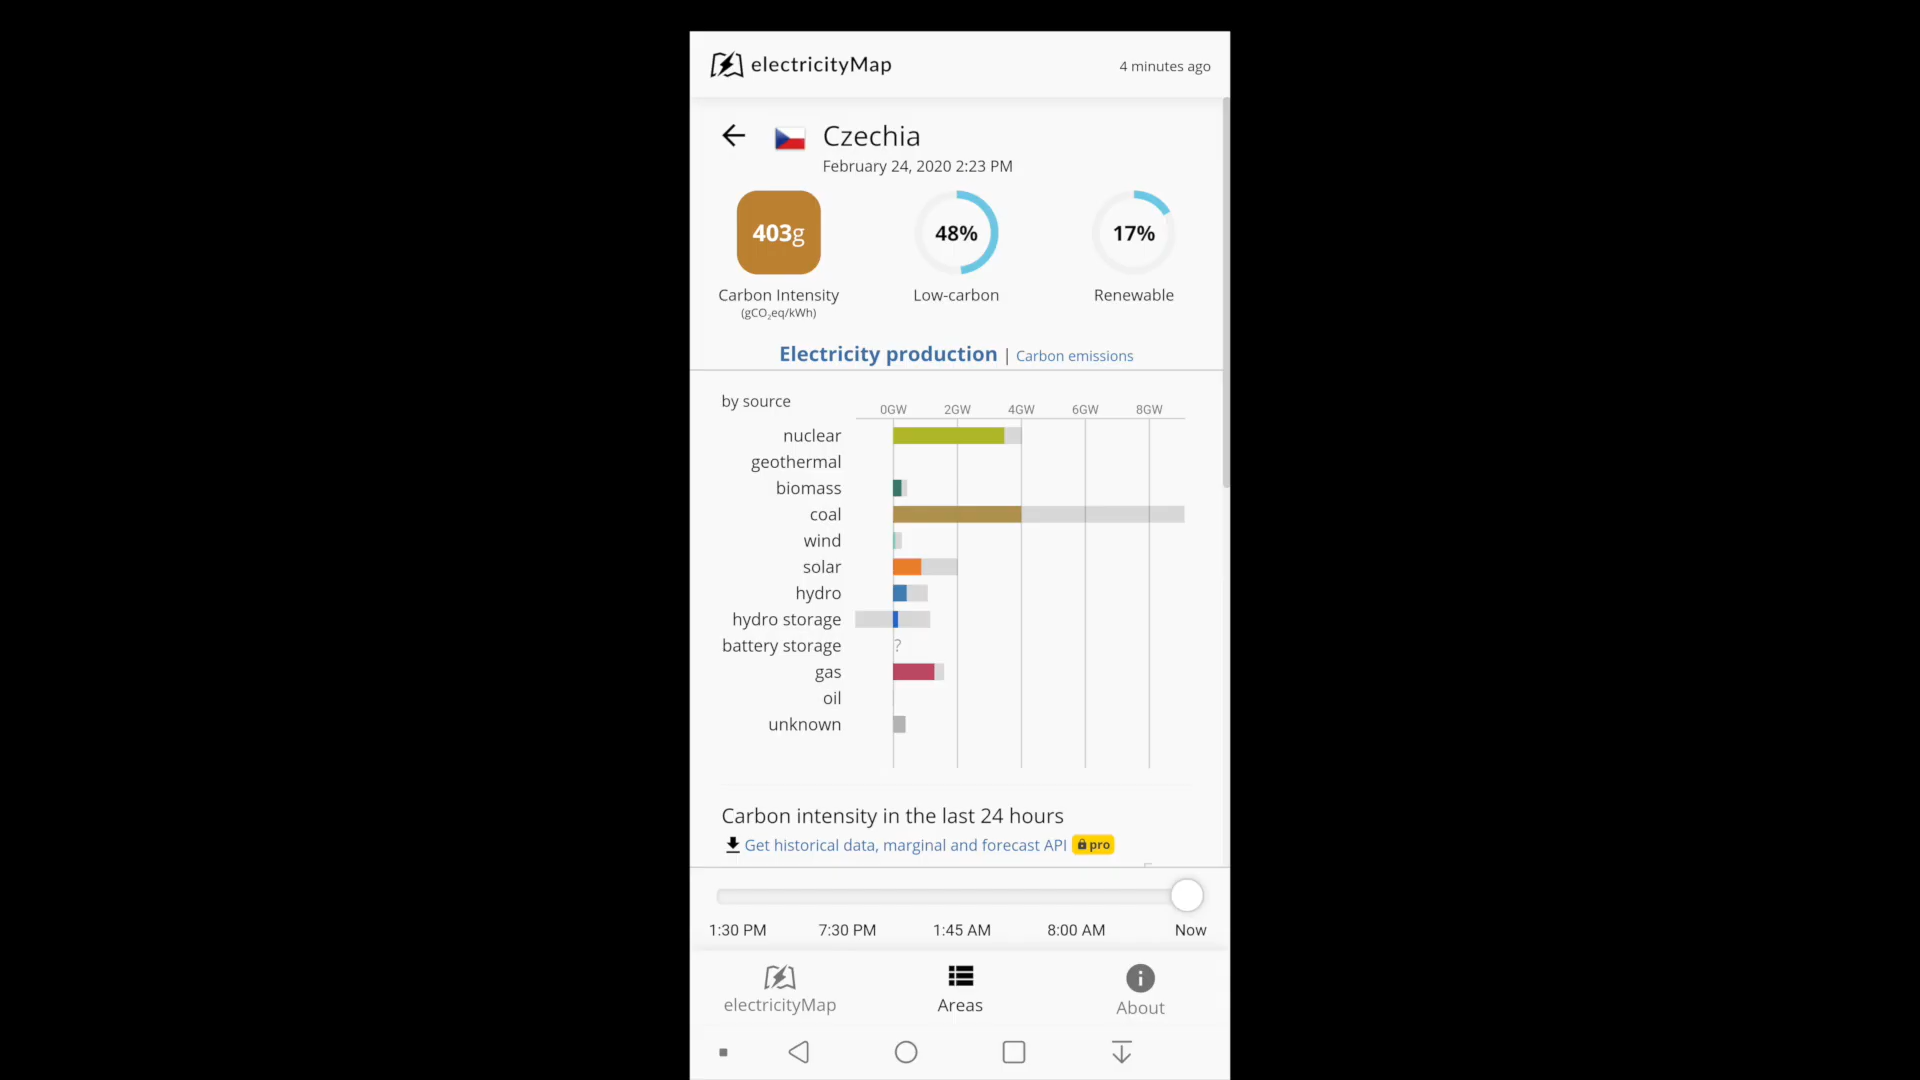 electricityMap
4 minutes ago
Czechia
February 24, 2020 2:23 PM
403g
48%
17%
Carbon Intensity
(gCO₂eq/kWh)
Low-carbon
Renewable
Electricity production | Carbon emissions
by source
0GW 2GW 4GW 6GW 8GW
nuclear
geothermal
biomass
coal
wind
solar
hydro
hydro storage
battery storage ?
gas
oil
unknown
Carbon intensity in the last 24 hours
Get historical data, marginal and forecast API pro
1:30 PM 7:30 PM 1:45 AM 8:00 AM Now
electricityMap
Areas
About